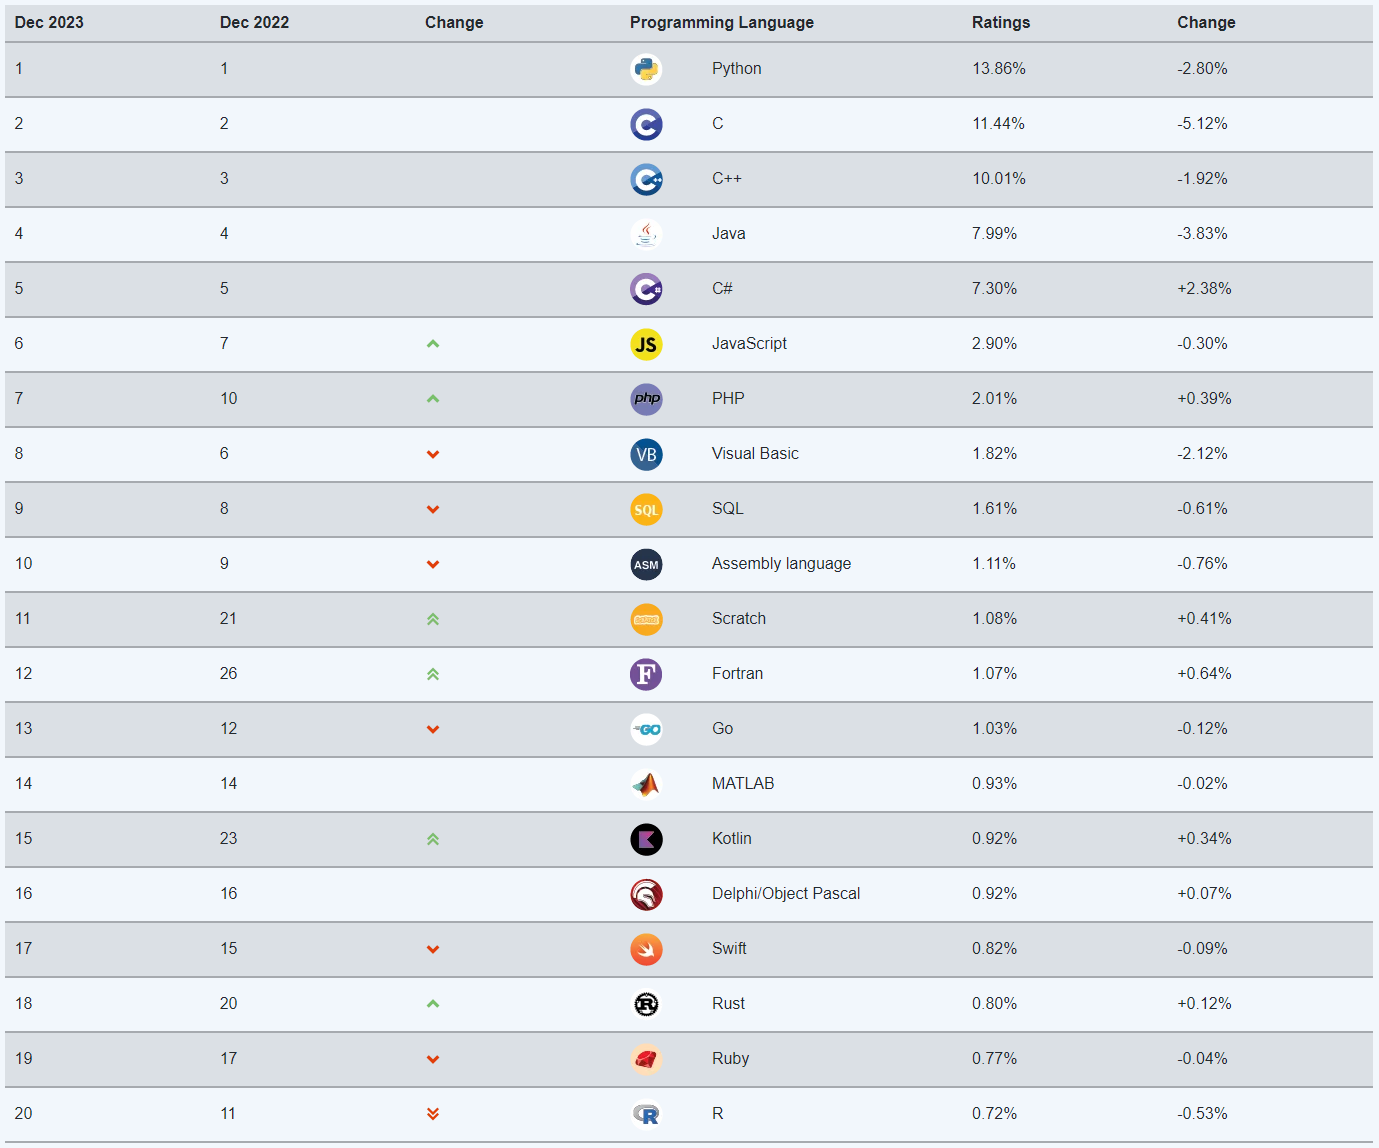 Dec 2023 Dec 2022 Change Programming Language Ratings Change
1 1 Python 13.86% -2.80%
2 2 C C 11.44% -5.12%
3 3 C++ C++ 10.01% -1.92%
4 4 Java 7.99% -3.83%
5 5 C# C# 7.30% +2.38%
6 7 JS JavaScript 2.90% -0.30%
7 10 php PHP 2.01% +0.39%
8 6 VB Visual Basic 1.82% -2.12%
9 8 SQL SQL 1.61% -0.61%
10 9 ASM Assembly language 1.11% -0.76%
11 21 Scratch 1.08% +0.41%
12 26 F Fortran 1.07% +0.64%
13 12 GO Go 1.03% -0.12%
14 14 MATLAB 0.93% -0.02%
15 23 Kotlin 0.92% +0.34%
16 16 Delphi/Object Pascal 0.92% +0.07%
17 15 Swift 0.82% -0.09%
18 20 R Rust 0.80% +0.12%
19 17 Ruby 0.77% -0.04%
20 11 R R 0.72% -0.53%